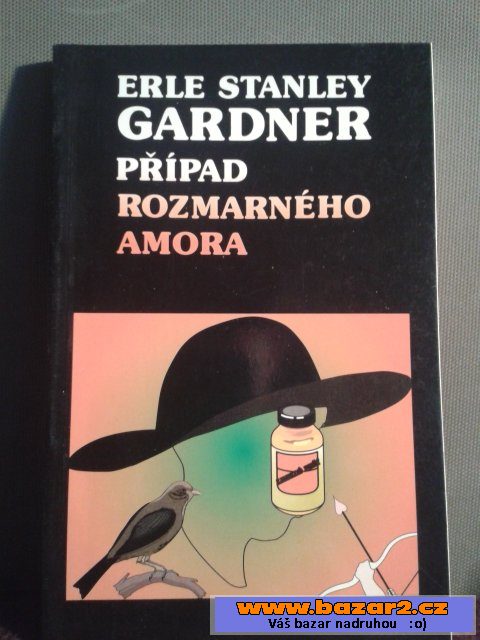 ERLE STANLEY
GARDNER
PŘÍPAD
ROZMARNÉHO
AMORA
www.bazar2.cz
Váš bazar nadruhou :o)